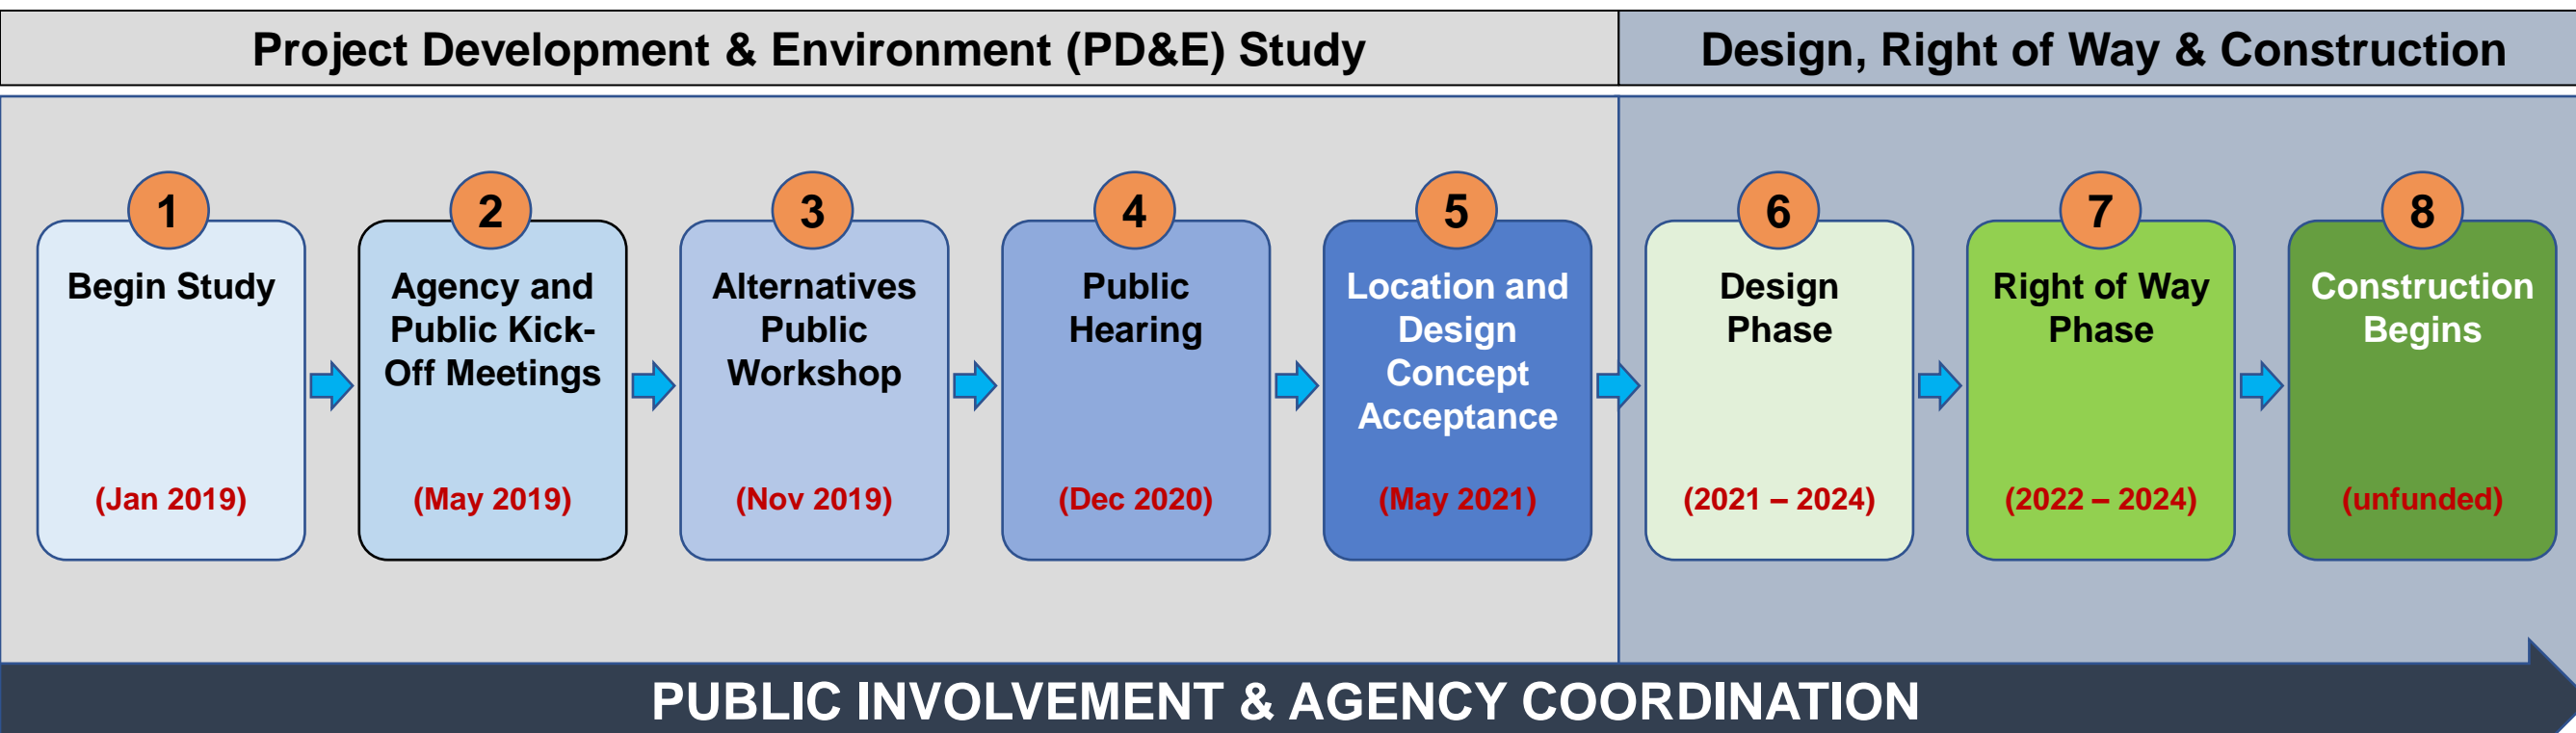 Project Development & Environment (PD&E) Study
Design, Right of Way & Construction
1
Begin Study
(Jan 2019)
2
Agency and
Public Kick-
Off Meetings
(May 2019)
3
Alternatives
Public
Workshop
(Nov 2019)
4
Public
Hearing
(Dec 2020)
5
Location and
Design
Concept
Acceptance
(May 2021)
6
Design
Phase
(2021 – 2024)
7
Right of Way
Phase
(2022 – 2024)
8
Construction
Begins
(unfunded)
PUBLIC INVOLVEMENT & AGENCY COORDINATION